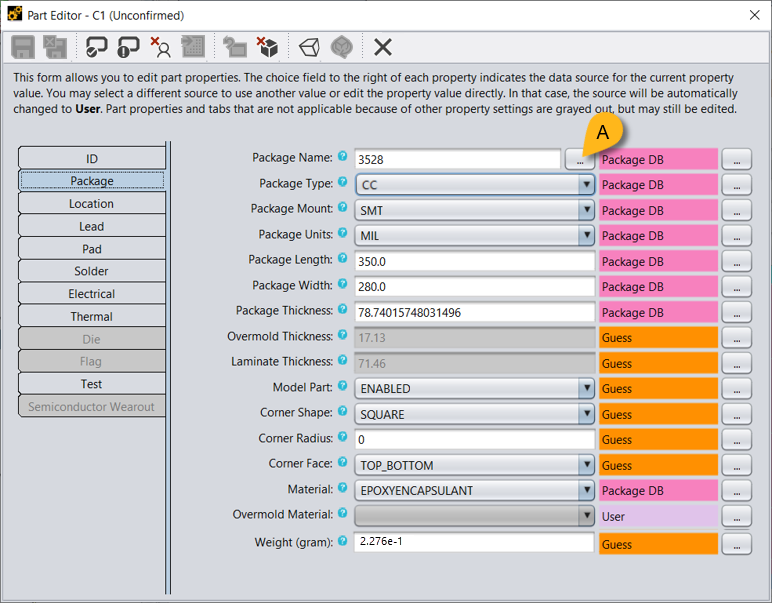 Part Editor - C1 (Unconfirmed)
This form allows you to edit part properties. The choice field to the right of each property indicates the data source for the current property
value. You may select a different source to use another value or edit the property value directly. In that case, the source will be automatically
changed to User. Part properties and tabs that are not applicable because of other property settings are grayed out, but may still be edited.
A
ID
Package
Location
Lead
Pad
Solder
Electrical
Thermal
Die
Flag
Test
Semiconductor Wearout
Package Name: ? 3528 ... Package DB ...
Package Type: ? CC Package DB ...
Package Mount: ? SMT Package DB ...
Package Units: ? MIL Package DB ...
Package Length: ? 350.0 Package DB ...
Package Width: ? 280.0 Package DB ...
Package Thickness: ? 78.74015748031496 Package DB ...
Overmold Thickness: ? 17.13 Guess ...
Laminate Thickness: ? 71.46 Guess ...
Model Part: ? ENABLED Guess ...
Corner Shape: ? SQUARE Guess ...
Corner Radius: ? 0 Guess ...
Corner Face: ? TOP_BOTTOM Guess ...
Material: ? EPOXYENCAPSULANT Package DB ...
Overmold Material: ? User ...
Weight (gram): ? 2.276e-1 Guess ...